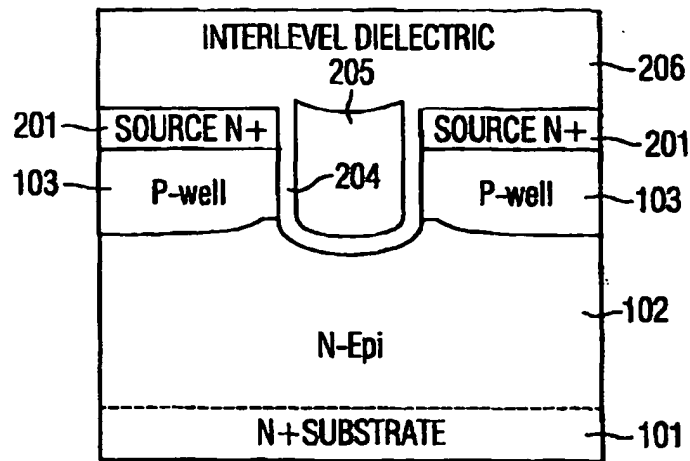 INTERLEVEL DIELECTRIC
205
206
201
SOURCE N+
SOURCE N+
201
204
103
P-well
P-well
103
102
N-Epi
N+SUBSTRATE
101